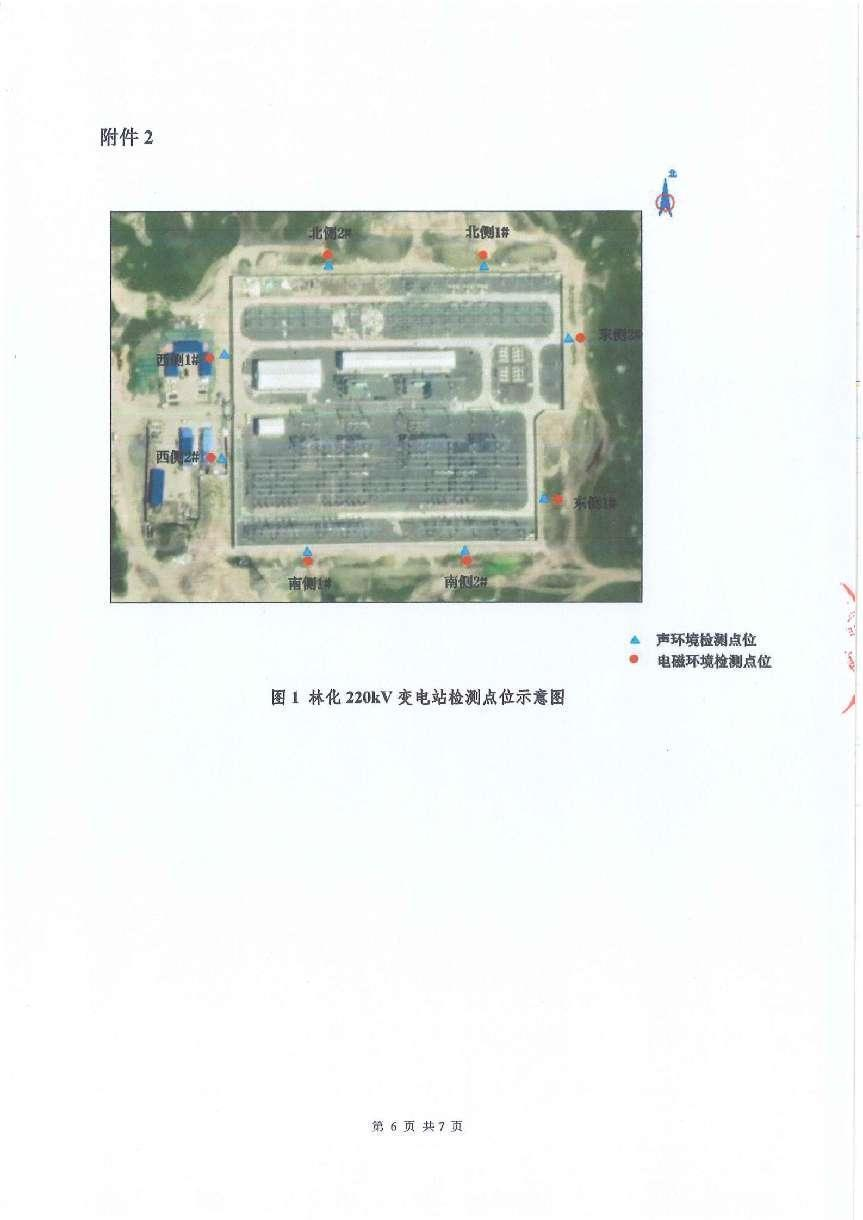 附件 2
北
北侧2#
北侧1#
东侧2#
西侧1#
西侧2#
东侧1#
南侧1#
南侧2#
声环境检测点位
电磁环境检测点位
图 1 林化 220kV 变电站检测点位示意图
第 6 页 共 7 页